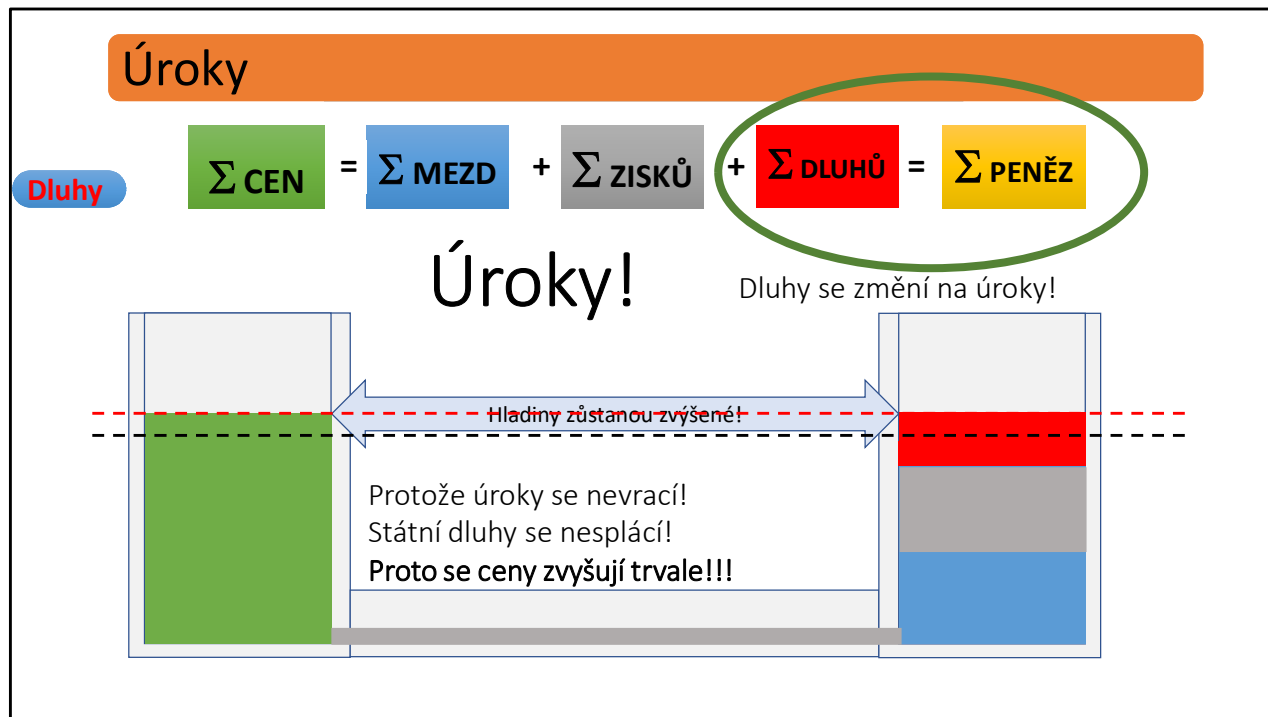 Úroky
Σ CEN = Σ MEZD + Σ ZISKŮ + Σ DLUHŮ = Σ PENĚZ
Dluhy
Úroky!
Dluhy se změní na úroky!
Hladiny zůstanou zvýšené!
Protože úroky se nevrací!
Státní dluhy se nesplácí!
Proto se ceny zvyšují trvale!!!